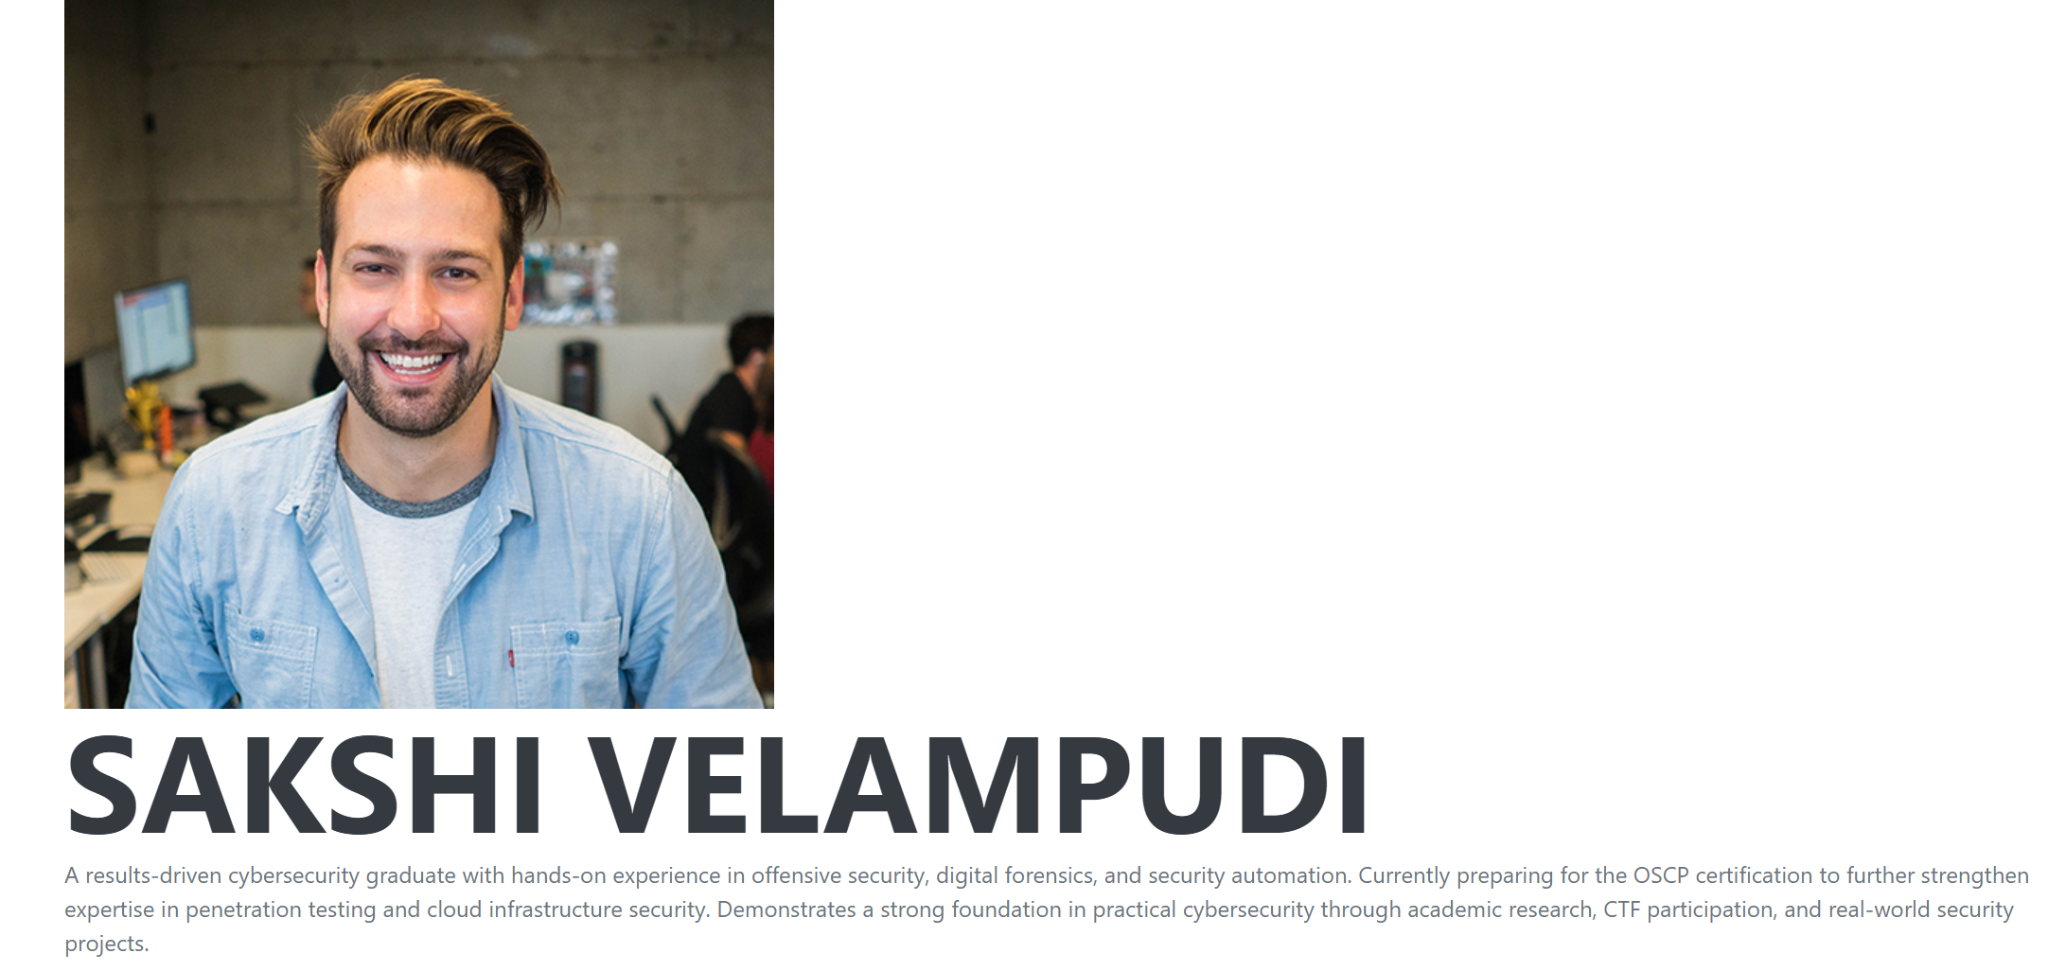 SAKSHI VELAMPUDI
A results-driven cybersecurity graduate with hands-on experience in offensive security, digital forensics, and security automation. Currently preparing for the OSCP certification to further strengthen
expertise in penetration testing and cloud infrastructure security. Demonstrates a strong foundation in practical cybersecurity through academic research, CTF participation, and real-world security
projects.